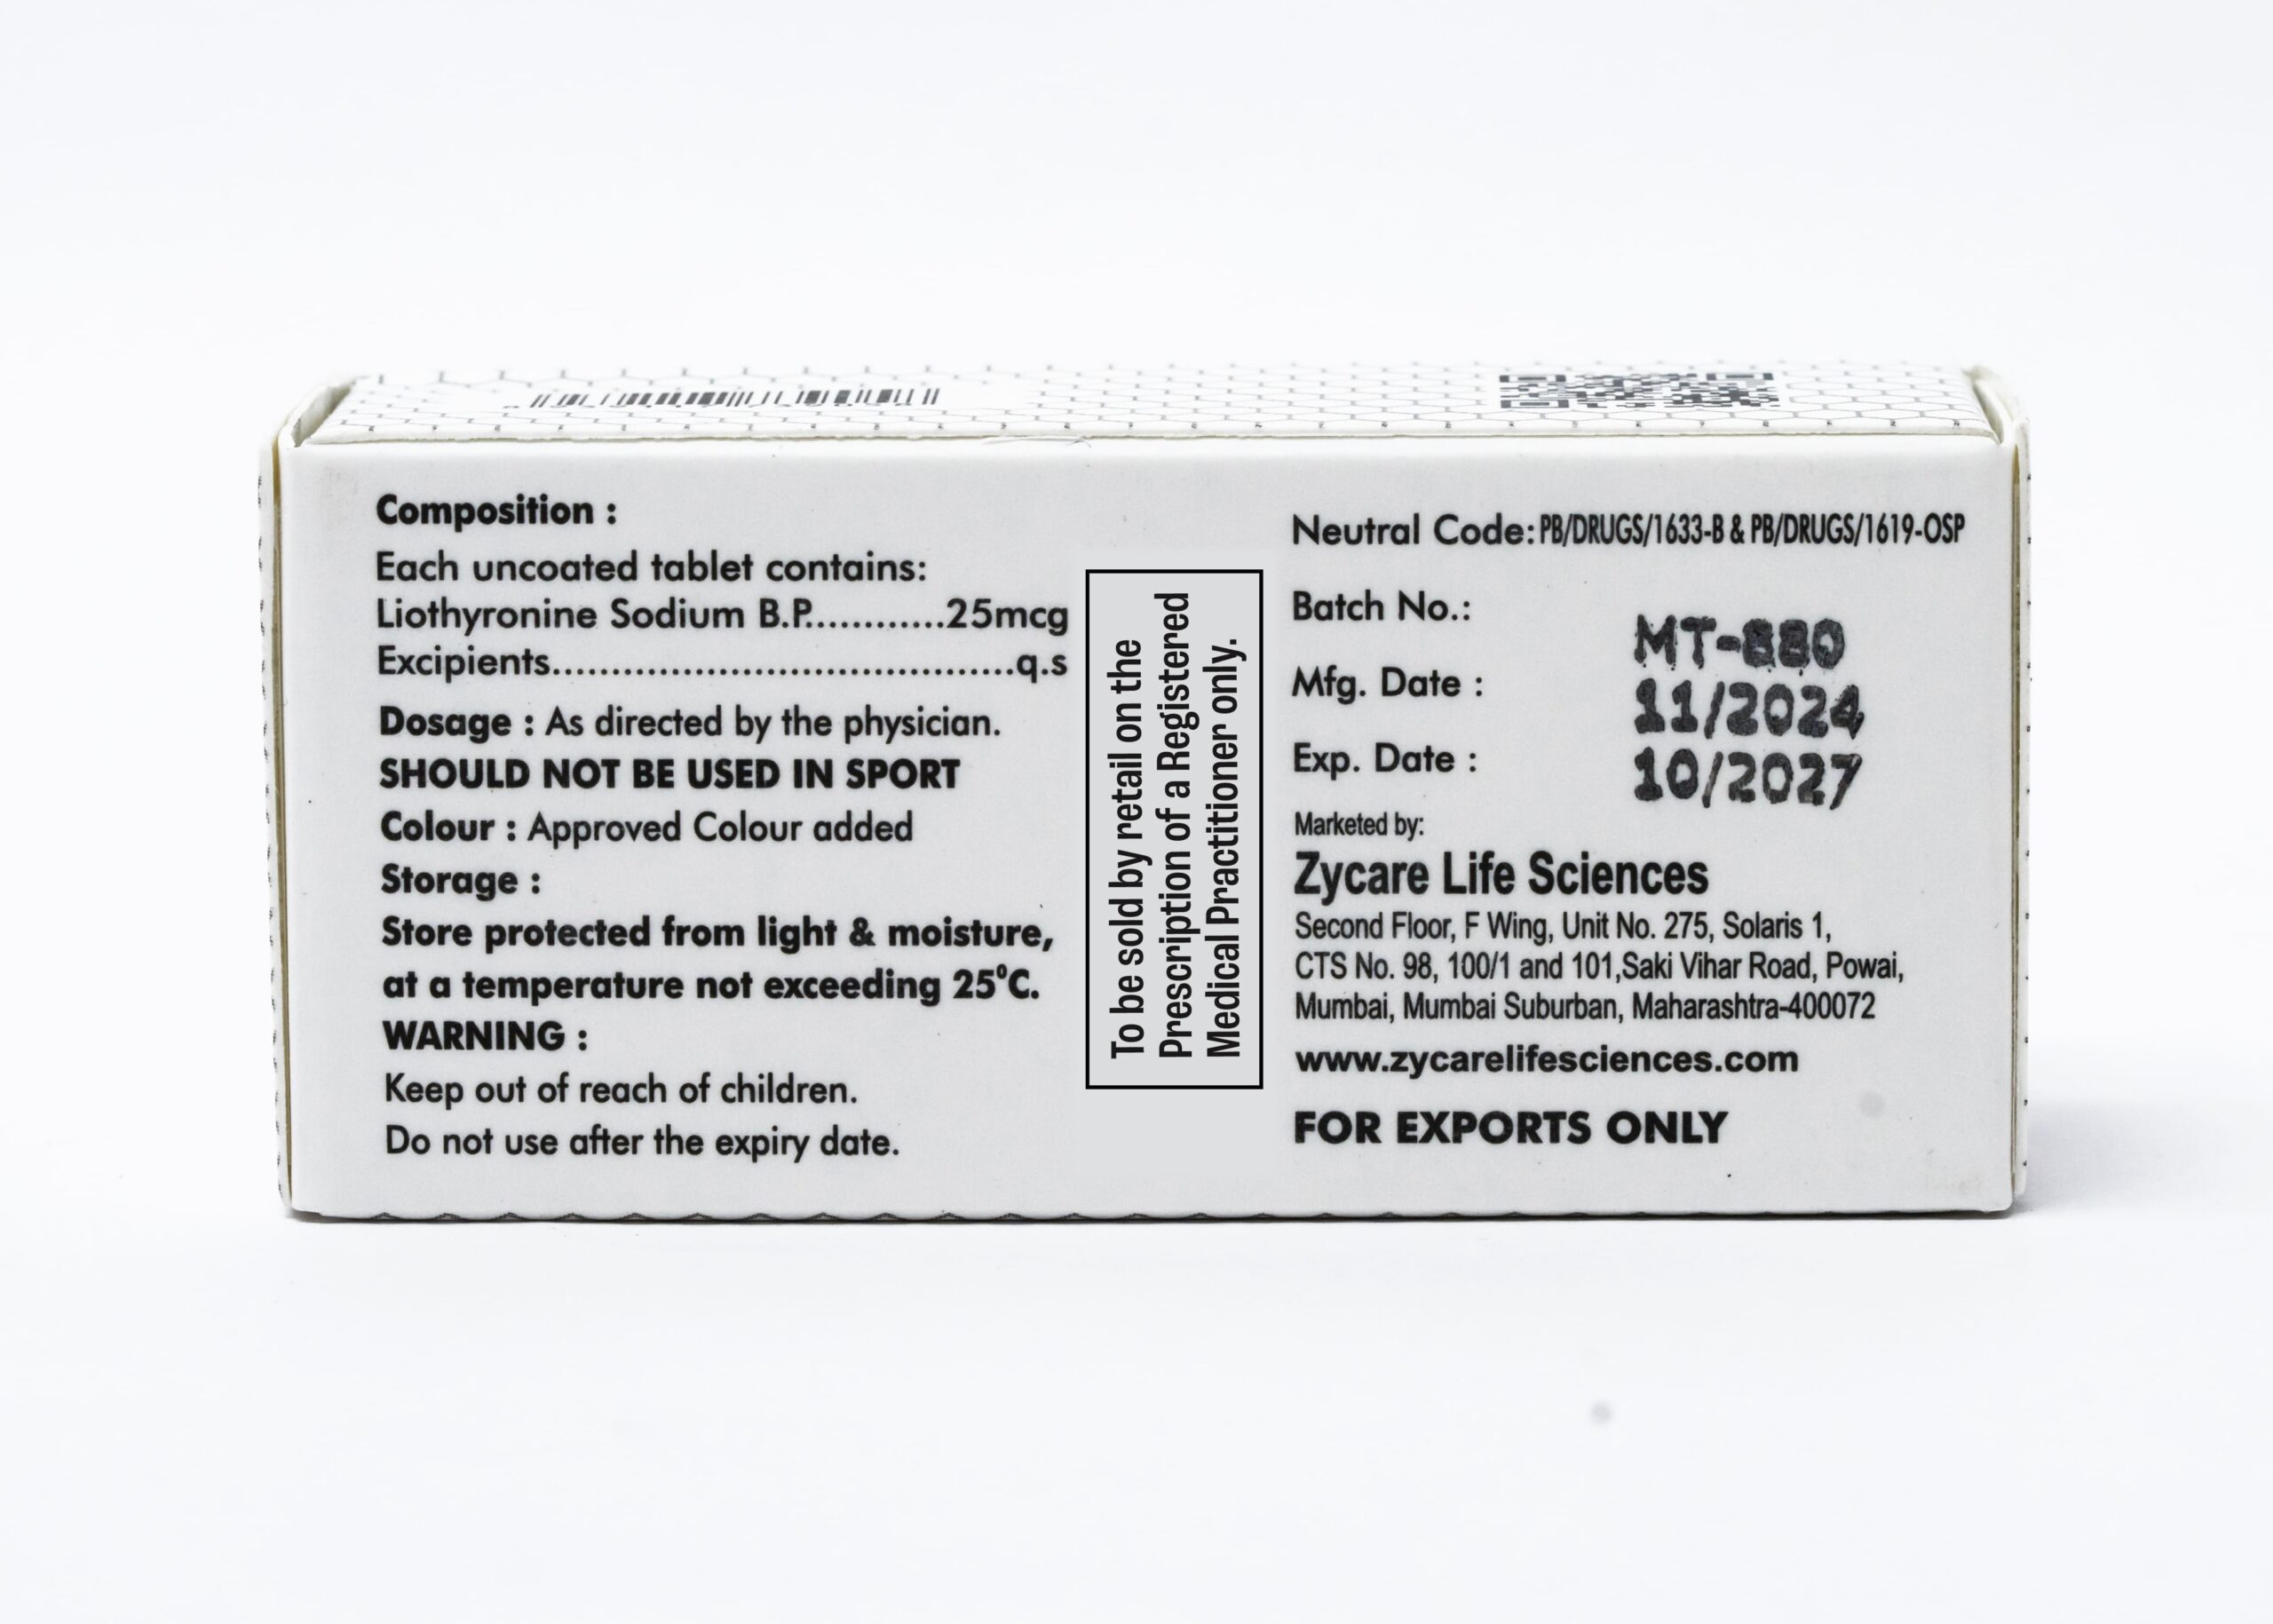 Composition :
Each uncoated tablet contains:
Liothyronine Sodium B.P............25mcg
Excipients.......................................q.s
Dosage : As directed by the physician.
SHOULD NOT BE USED IN SPORT
Colour : Approved Colour added
Storage :
Store protected from light & moisture,
at a temperature not exceeding 25°C.
WARNING :
Keep out of reach of children.
Do not use after the expiry date.
To be sold by retail on the
Prescription of a Registered
Medical Practitioner only.
Neutral Code: PB/DRUGS/1633-B & PB/DRUGS/1619-OSP
Batch No.: MT-880
Mfg. Date : 11/2024
Exp. Date : 10/2027
Marketed by:
Zycare Life Sciences
Second Floor, F Wing, Unit No. 275, Solaris 1,
CTS No. 98, 100/1 and 101,Saki Vihar Road, Powai,
Mumbai, Mumbai Suburban, Maharashtra-400072
www.zycarelifesciences.com
FOR EXPORTS ONLY